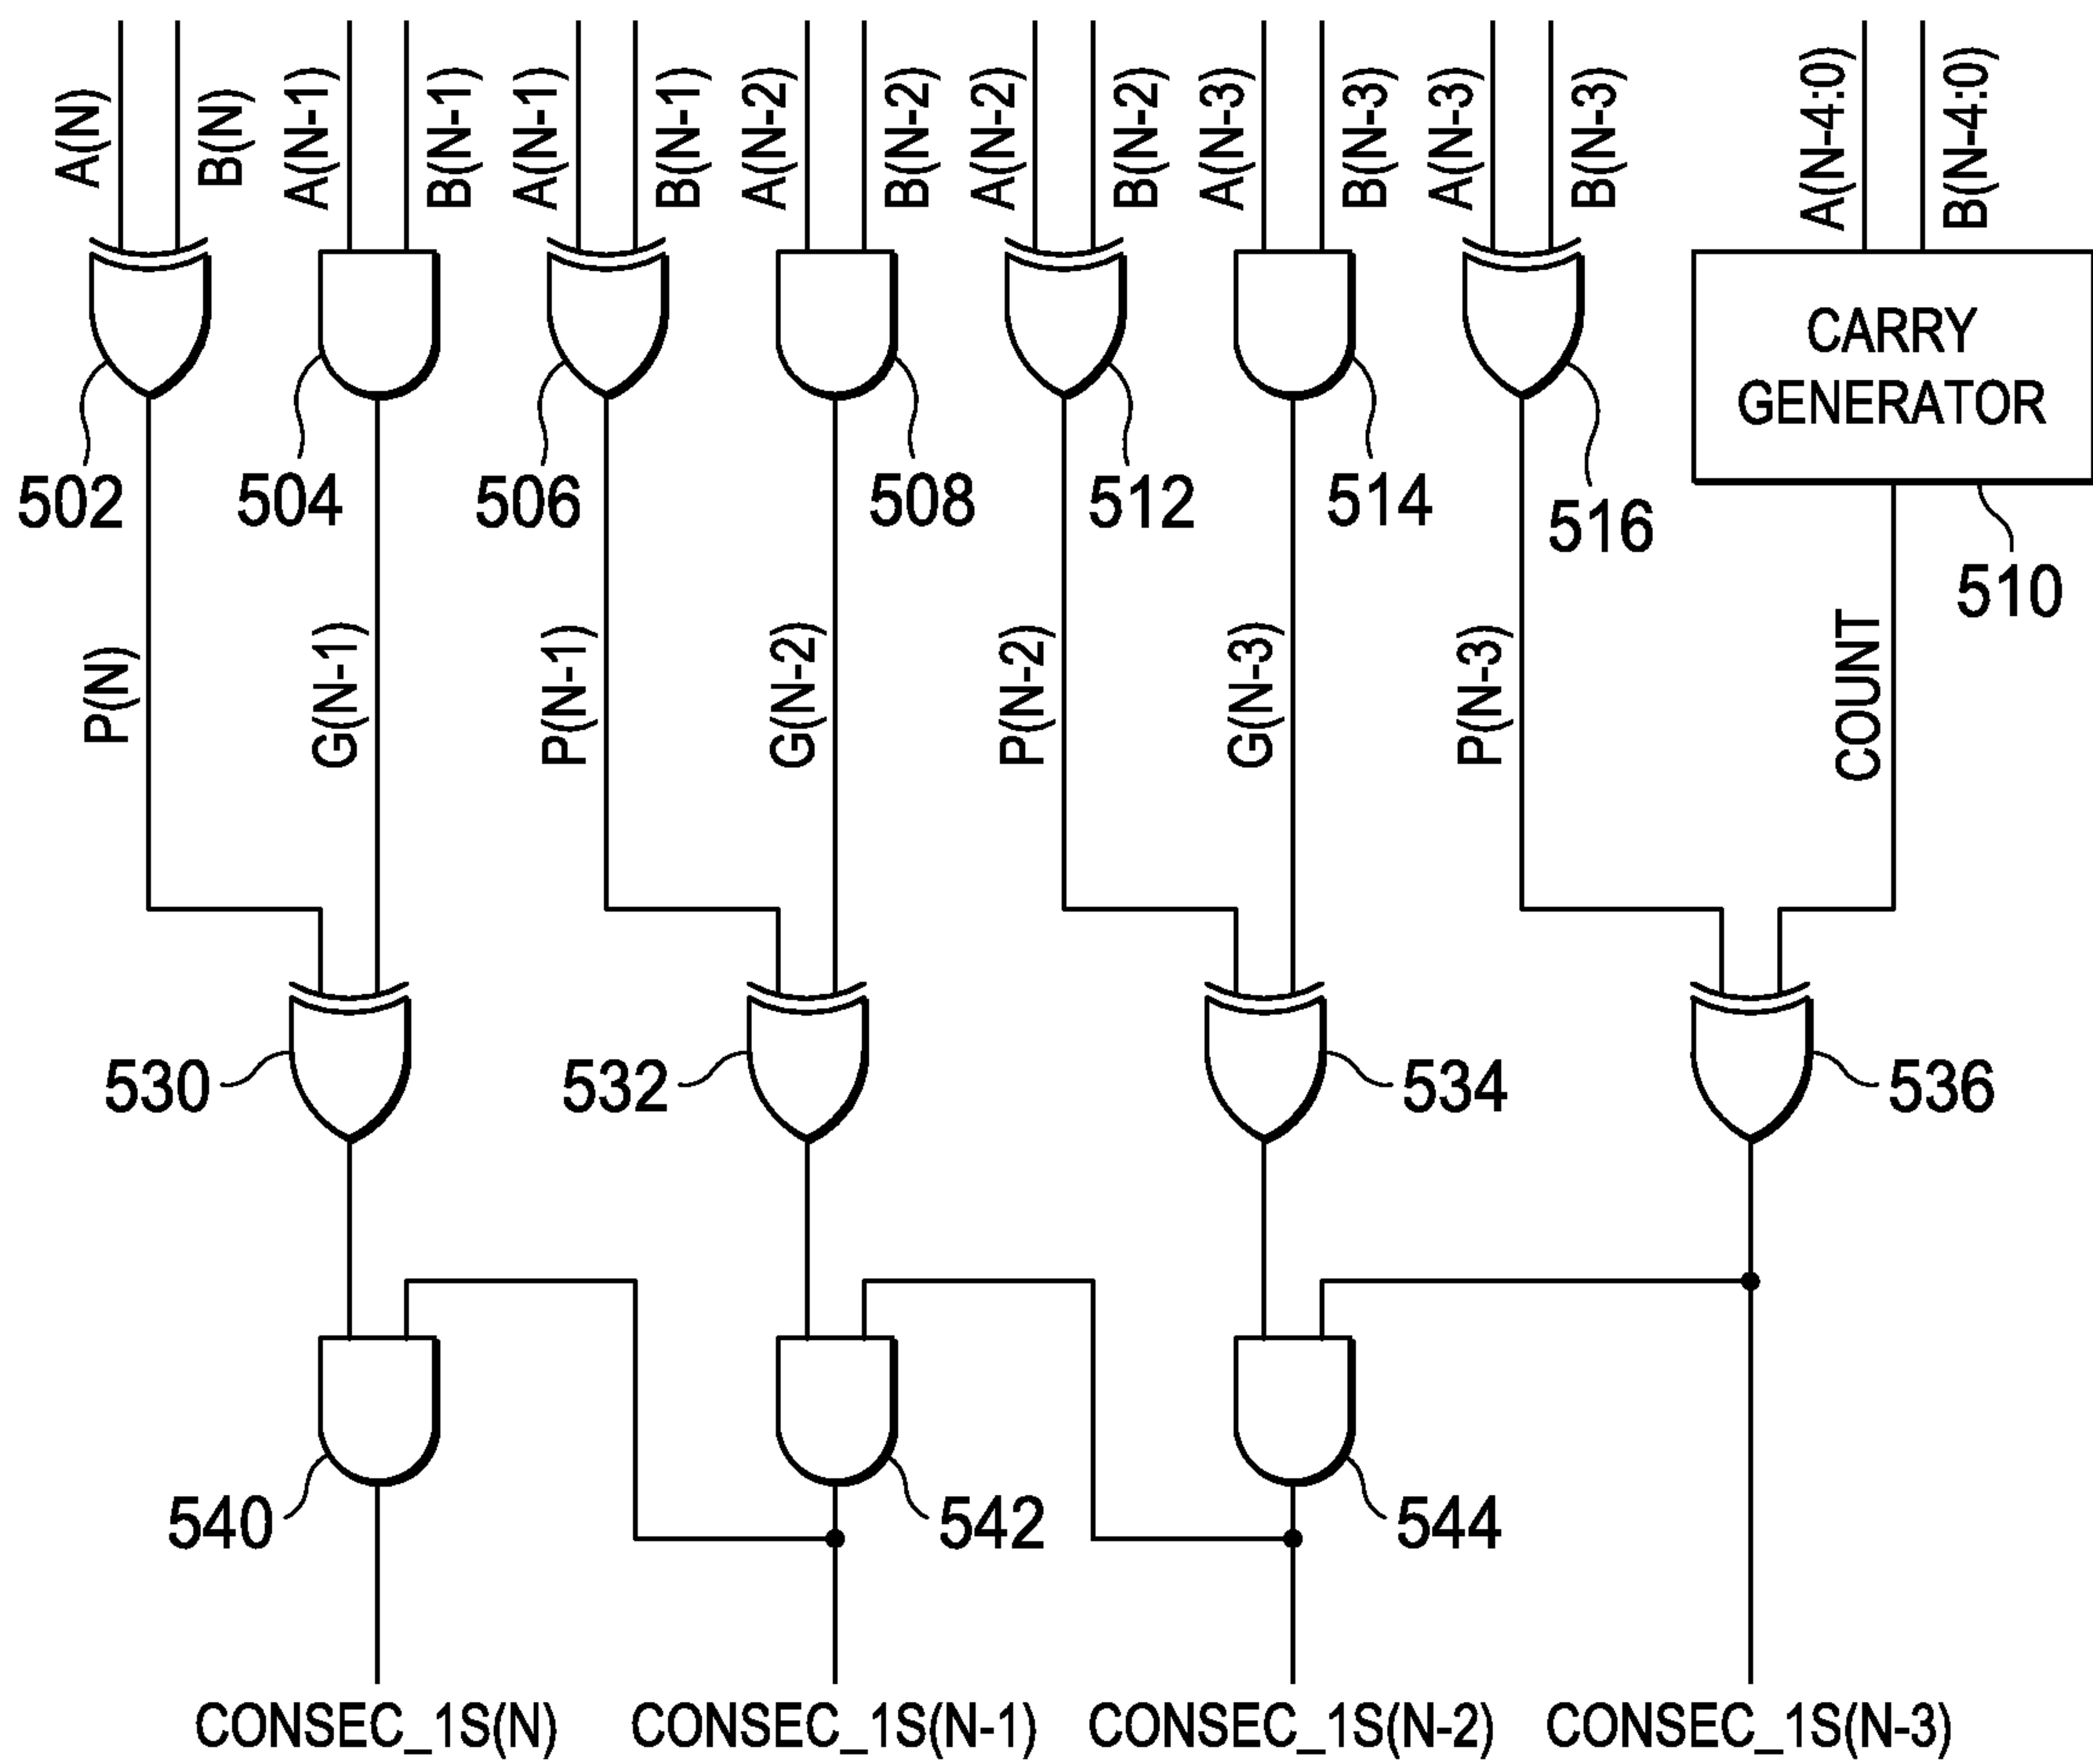 A(N)
B(N)
A(N-1)
B(N-1)
A(N-1)
B(N-1)
A(N-2)
B(N-2)
A(N-2)
B(N-2)
A(N-3)
B(N-3)
A(N-3)
B(N-3)
A(N-4:0)
B(N-4:0)
CARRY
GENERATOR
502
504
506
508
512
514
516
510
P(N)
G(N-1)
P(N-1)
G(N-2)
P(N-2)
G(N-3)
P(N-3)
COUNT
530
532
534
536
540
542
544
CONSEC_1S(N)
CONSEC_1S(N-1)
CONSEC_1S(N-2)
CONSEC_1S(N-3)